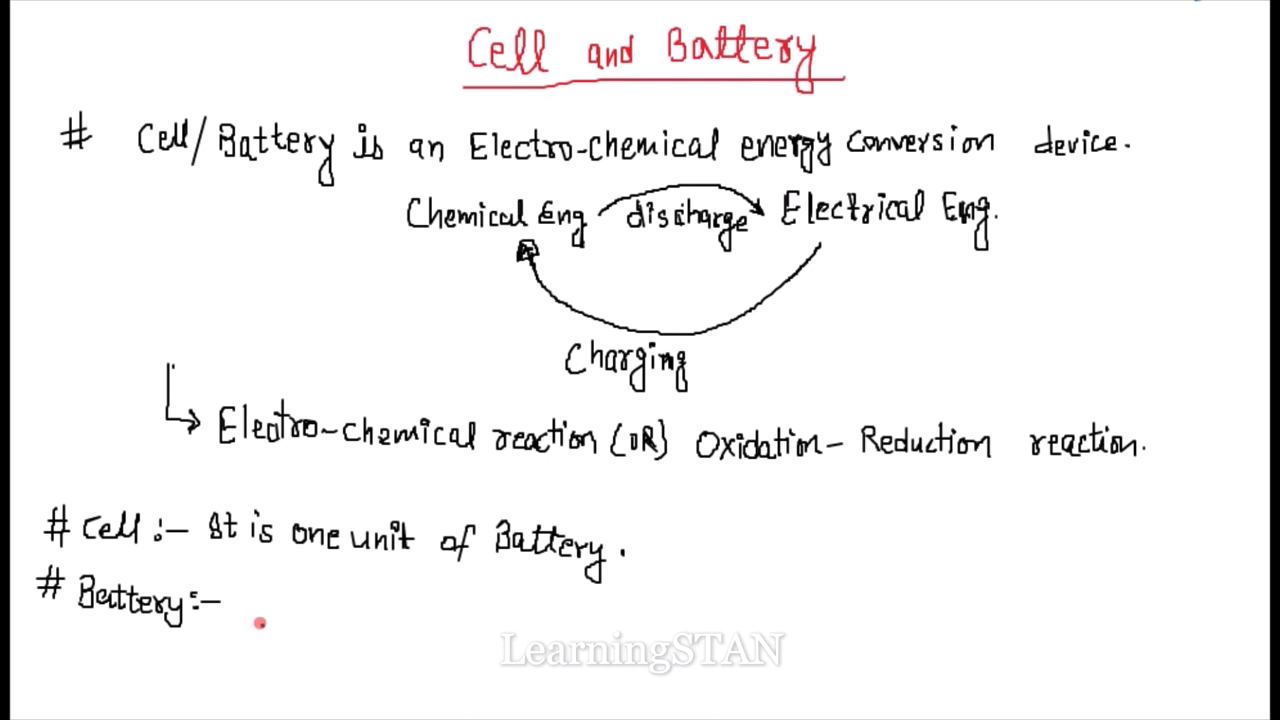 Cell and Battery
# Cell/Battery is an Electro-chemical energy conversion device.
Chemical Eng discharge Electrical Eng.
Charging
Electro-chemical reaction (OR) Oxidation-Reduction reaction.
# Cell:- It is one unit of Battery.
# Battery:-
LearningSTAN